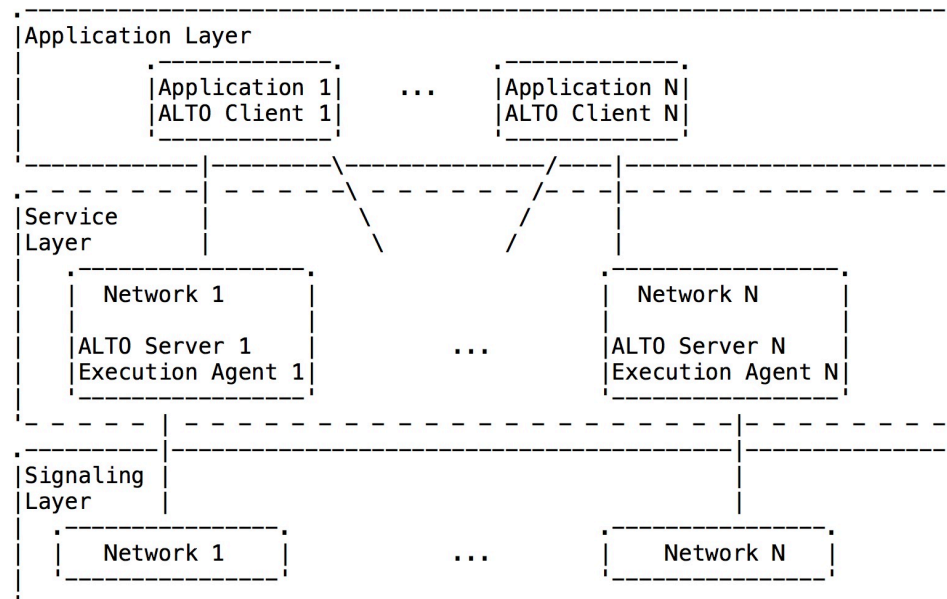 Application Layer
Application 1 ... Application N
ALTO Client 1 ALTO Client N
Service
Layer
Network 1 Network N
ALTO Server 1 ... ALTO Server N
Execution Agent 1 Execution Agent N
Signaling
Layer
Network 1 ... Network N